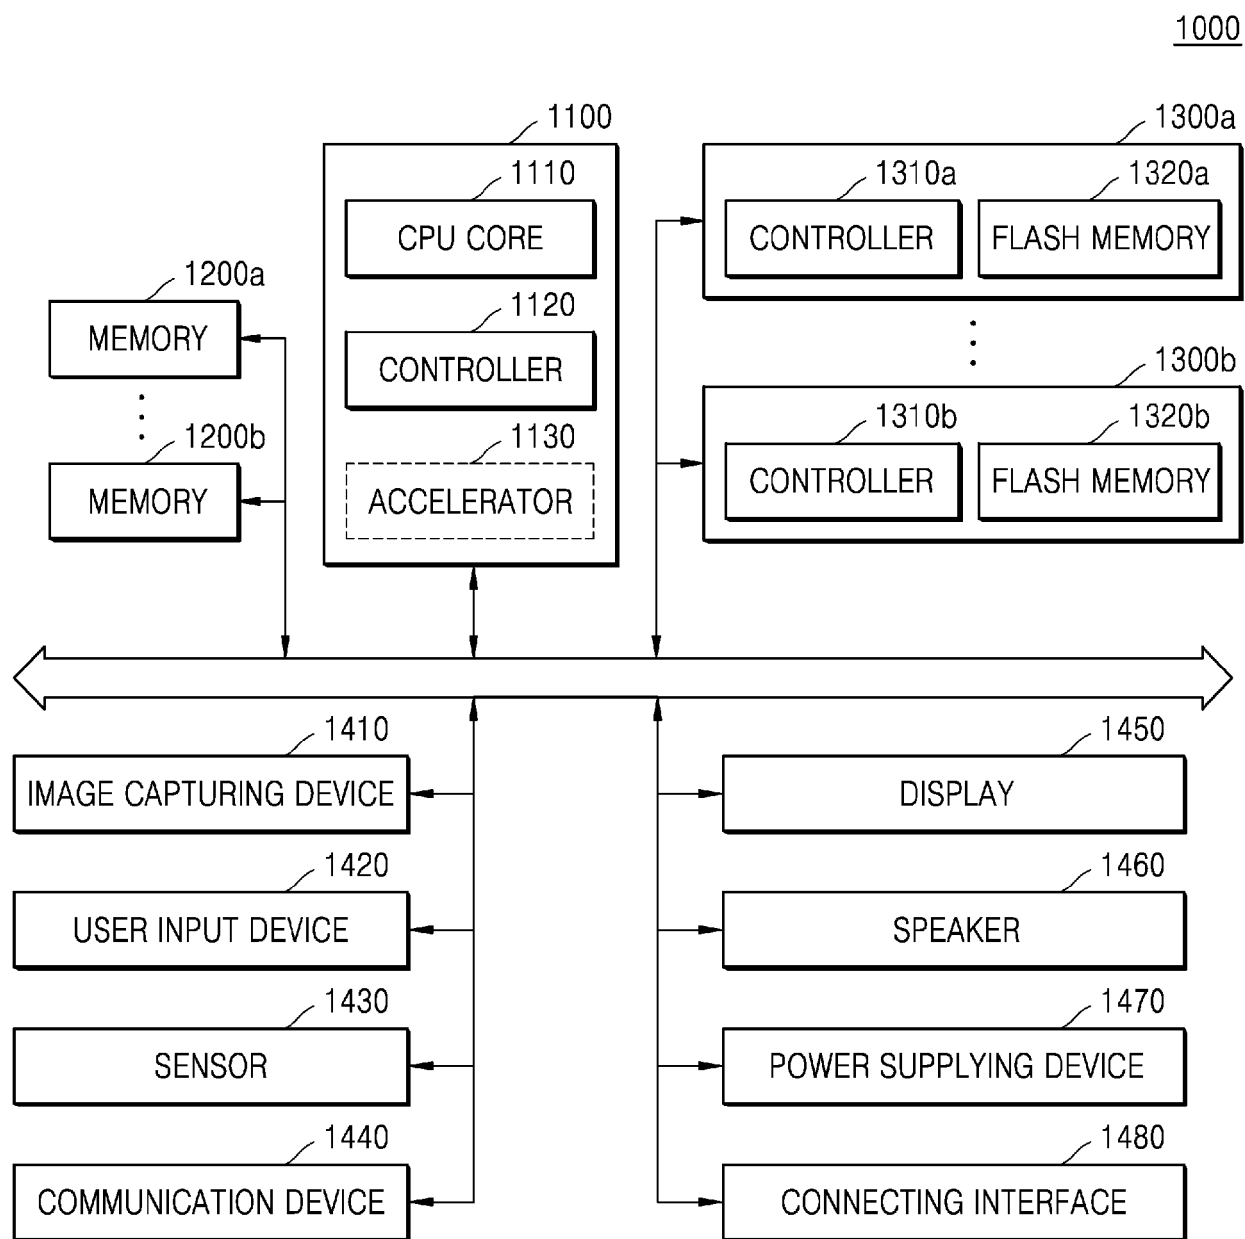 1000
1100
1110
CPU CORE
1120
CONTROLLER
1130
ACCELERATOR
1200a
MEMORY
1200b
MEMORY
1300a
1310a
CONTROLLER
1320a
FLASH MEMORY
1300b
1310b
CONTROLLER
1320b
FLASH MEMORY
1410
IMAGE CAPTURING DEVICE
1420
USER INPUT DEVICE
1430
SENSOR
1440
COMMUNICATION DEVICE
1450
DISPLAY
1460
SPEAKER
1470
POWER SUPPLYING DEVICE
1480
CONNECTING INTERFACE